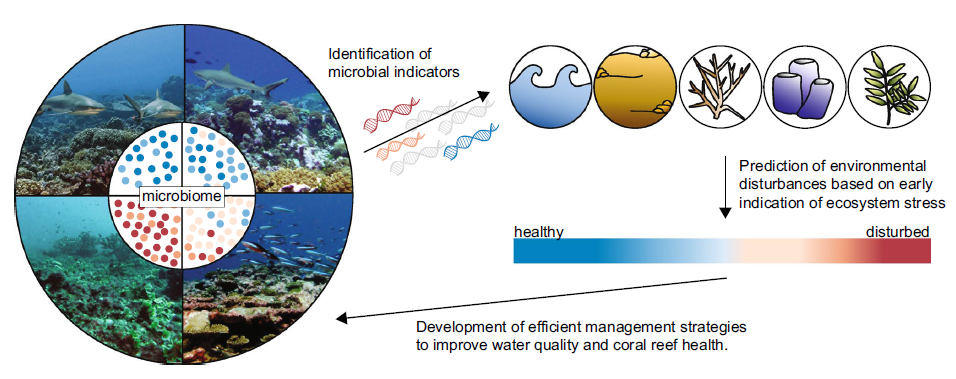 Identification of
microbial indicators
microbiome
Prediction of environmental
disturbances based on early
indication of ecosystem stress
healthy
disturbed
Development of efficient management strategies
to improve water quality and coral reef health.